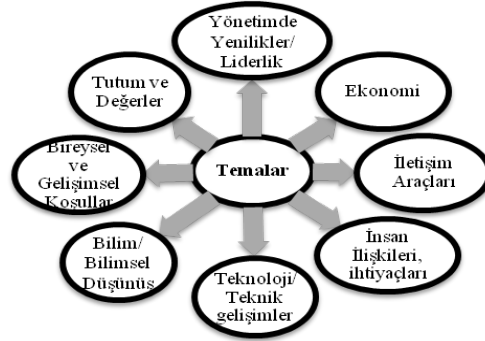 Yönetimde
Yenilikler/
Liderlik
Tutum ve
Değerler
Ekonomi
Bireysel
ve
Gelişimsel
Koşullar
Temalar
İletişim
Araçları
Bilim/
Bilimsel
Düşünüş
İnsan
İlişkileri,
ihtiyaçları
Teknoloji/
Teknik
gelişimler